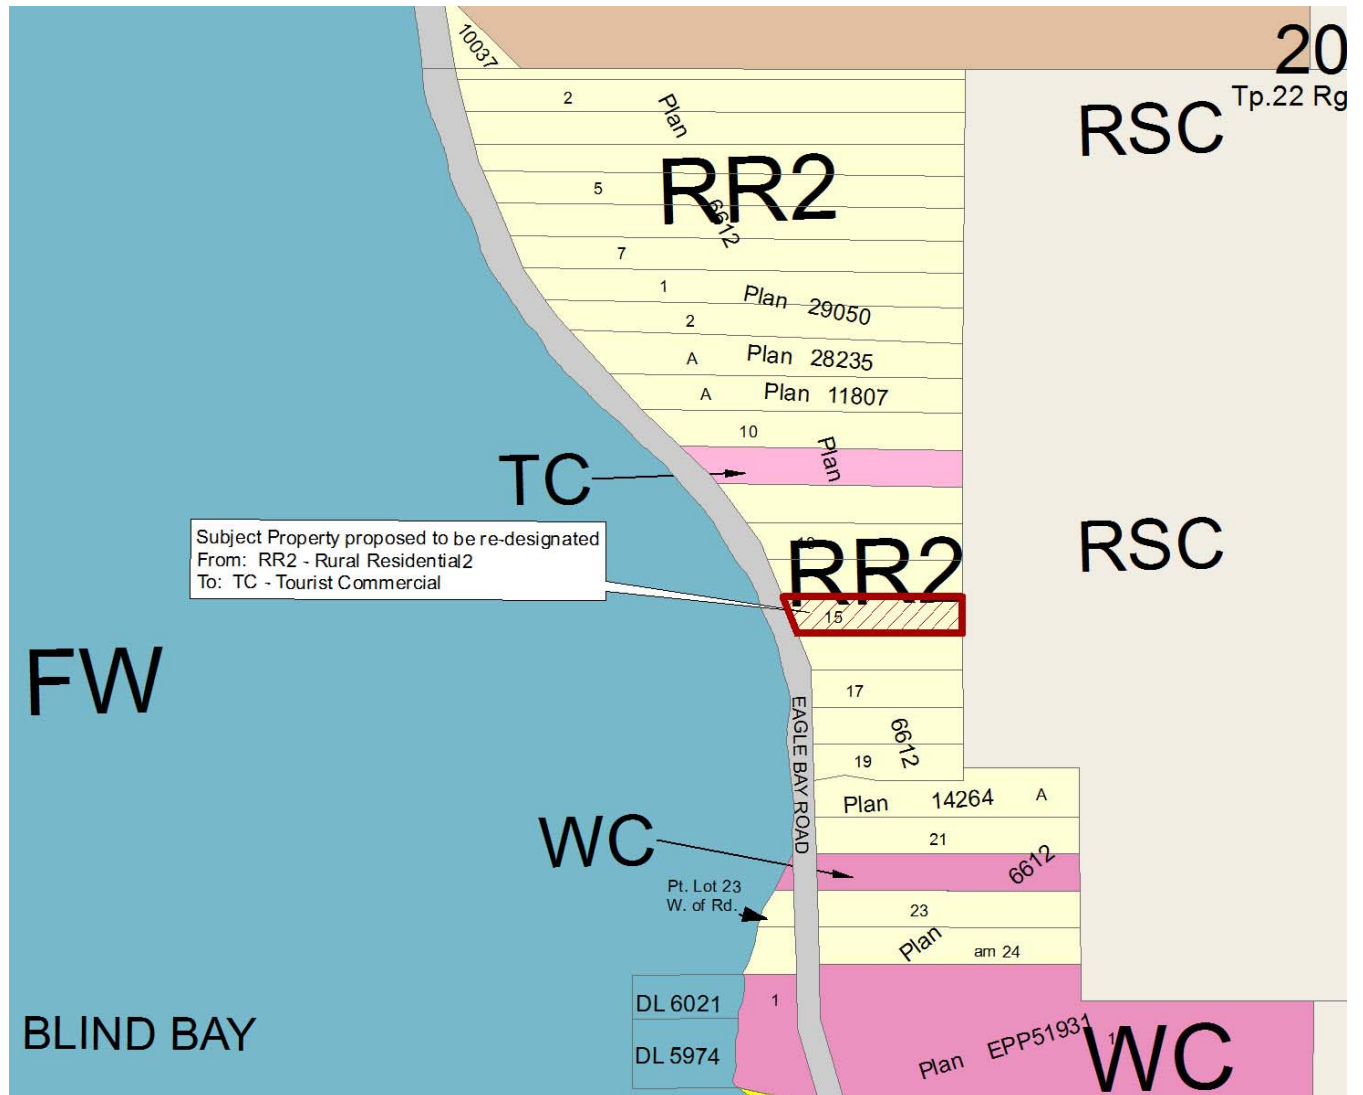 10037
20
Tp.22 Rg
2
Plan
RSC
5
RR2
6612
7
1
Plan 29050
2
A
Plan 28235
A
Plan 11807
10
Plan
TC
Subject Property proposed to be re-designated
From: RR2 - Rural Residential2
To: TC - Tourist Commercial
RR2
RSC
15
FW
17
EAGLE BAY ROAD
6612
19
Plan 14264 A
WC
21
6612
Pt. Lot 23
W. of Rd.
23
Plan
am 24
DL 6021
1
DL 5974
Plan EPP51931
1
WC
BLIND BAY